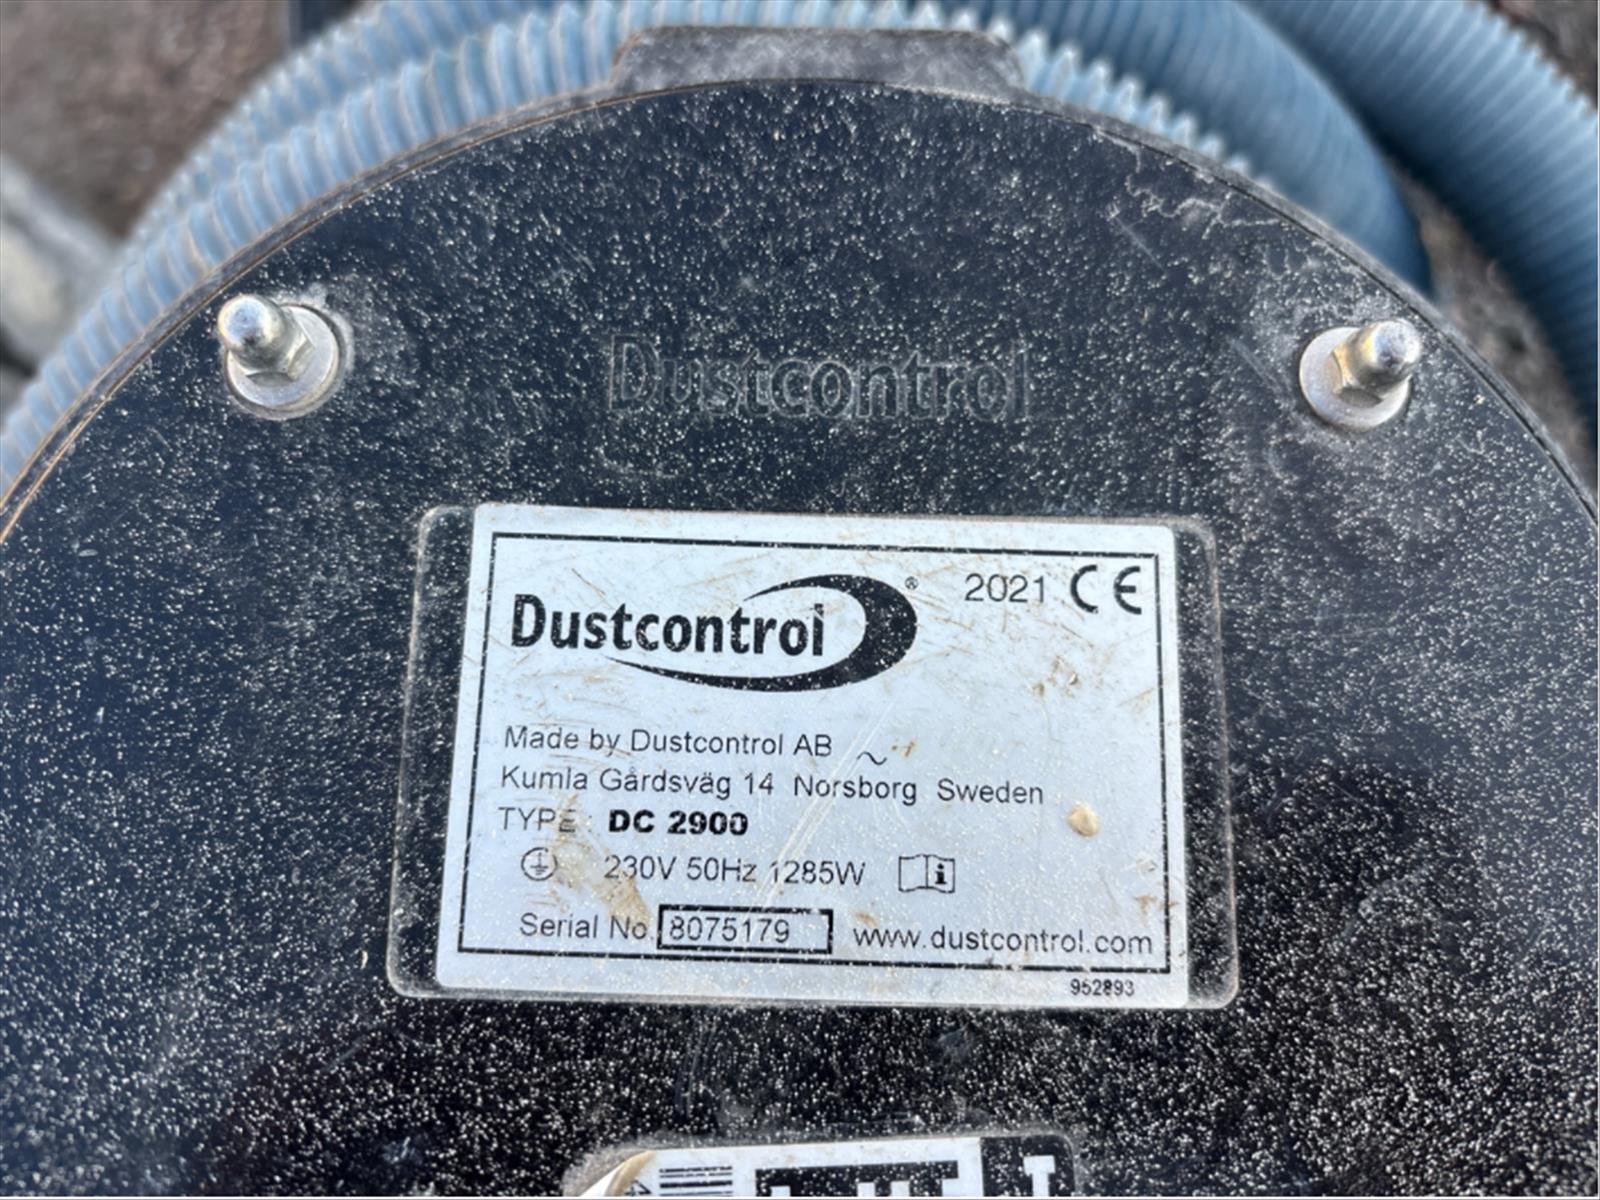 Dustcontrol
Dustcontrol ® 2021 CE
Made by Dustcontrol AB
Kumla Gårdsväg 14 Norsborg Sweden
TYPE: DC 2900
230V 50Hz 1285W
Serial No. 8075179 www.dustcontrol.com
952893